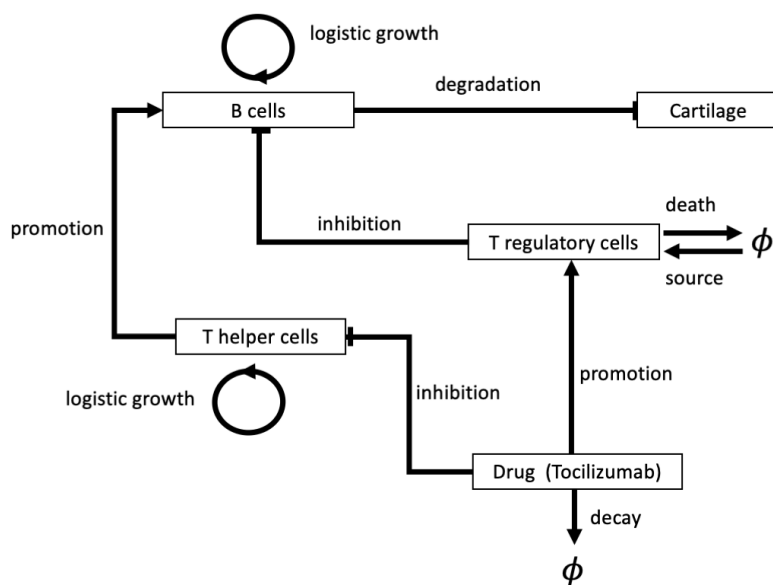 logistic growth
degradation
B cells
Cartilage
promotion
inhibition
death
T regulatory cells
ϕ
source
T helper cells
promotion
logistic growth
inhibition
Drug (Tocilizumab)
decay
ϕ